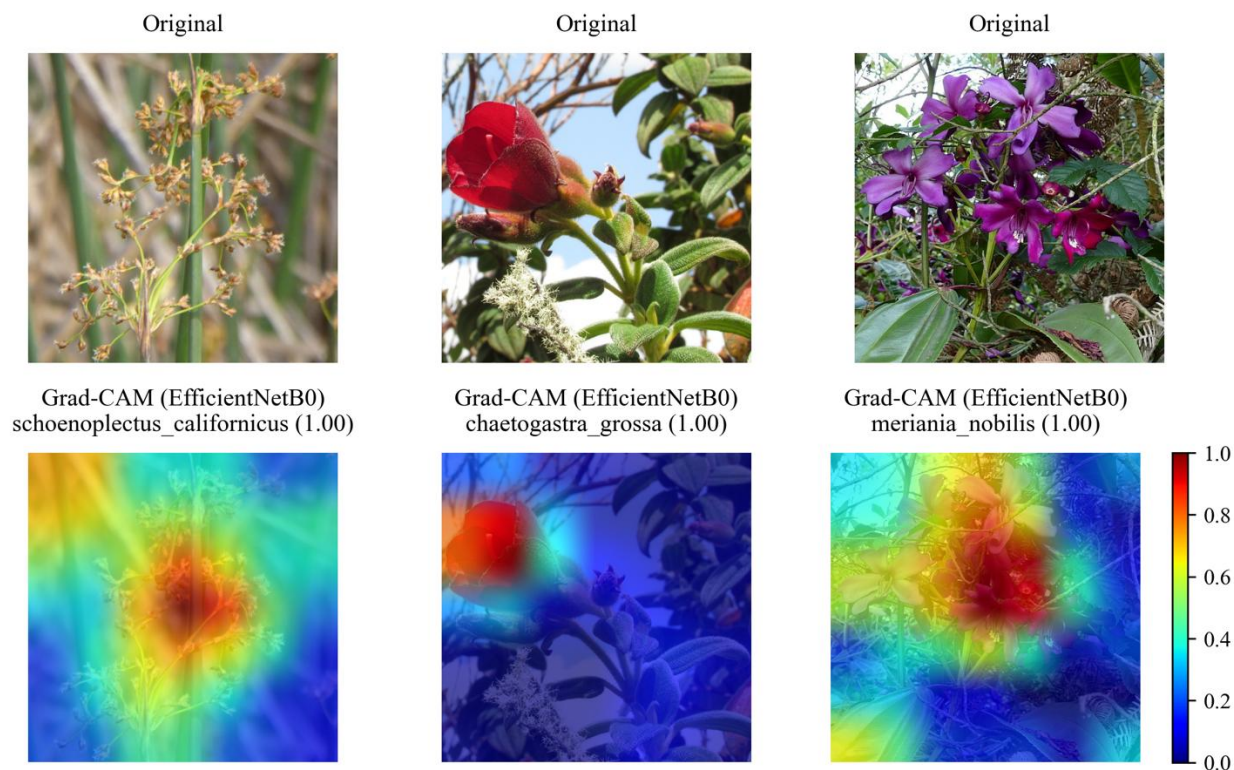 Original
Original
Original
Grad-CAM (EfficientNetB0)
schoenoplectus_californicus (1.00)
Grad-CAM (EfficientNetB0)
chaetogastra_grossa (1.00)
Grad-CAM (EfficientNetB0)
meriania_nobilis (1.00)
1.0
0.8
0.6
0.4
0.2
0.0